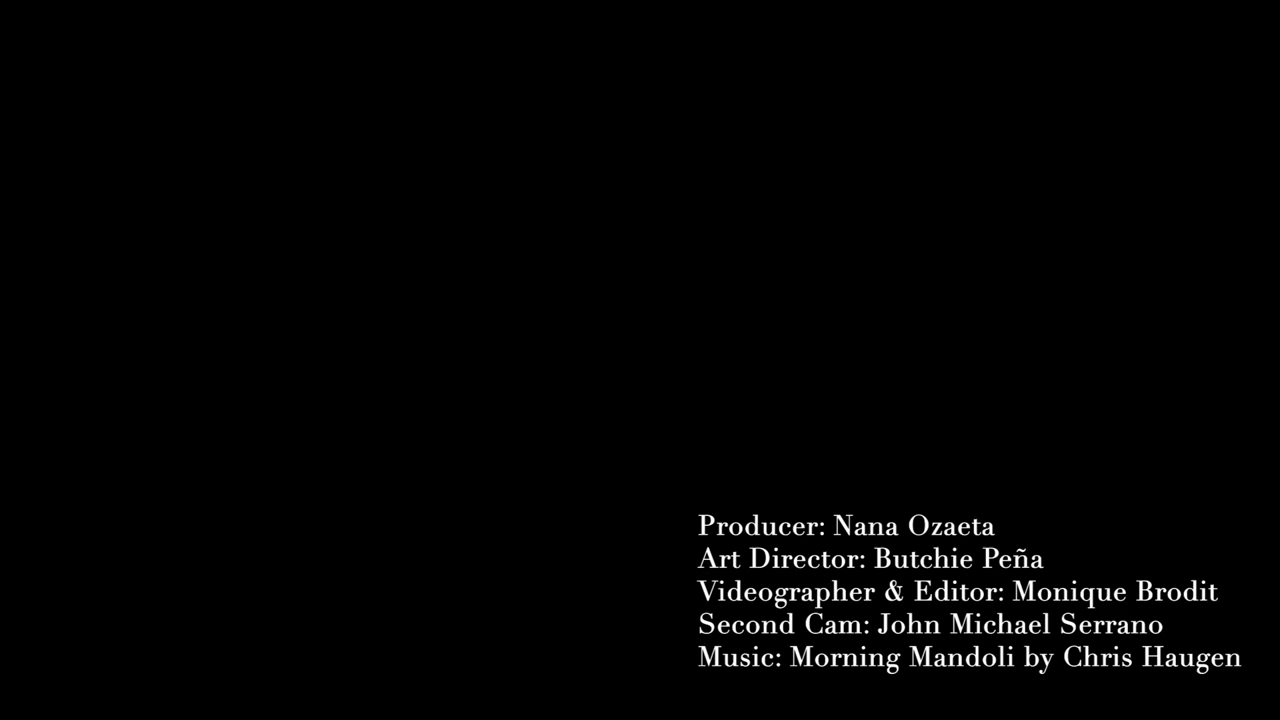 Producer: Nana Ozaeta
Art Director: Butchie Peña
Videographer & Editor: Monique Brodit
Second Cam: John Michael Serrano
Music: Morning Mandoli by Chris Haugen